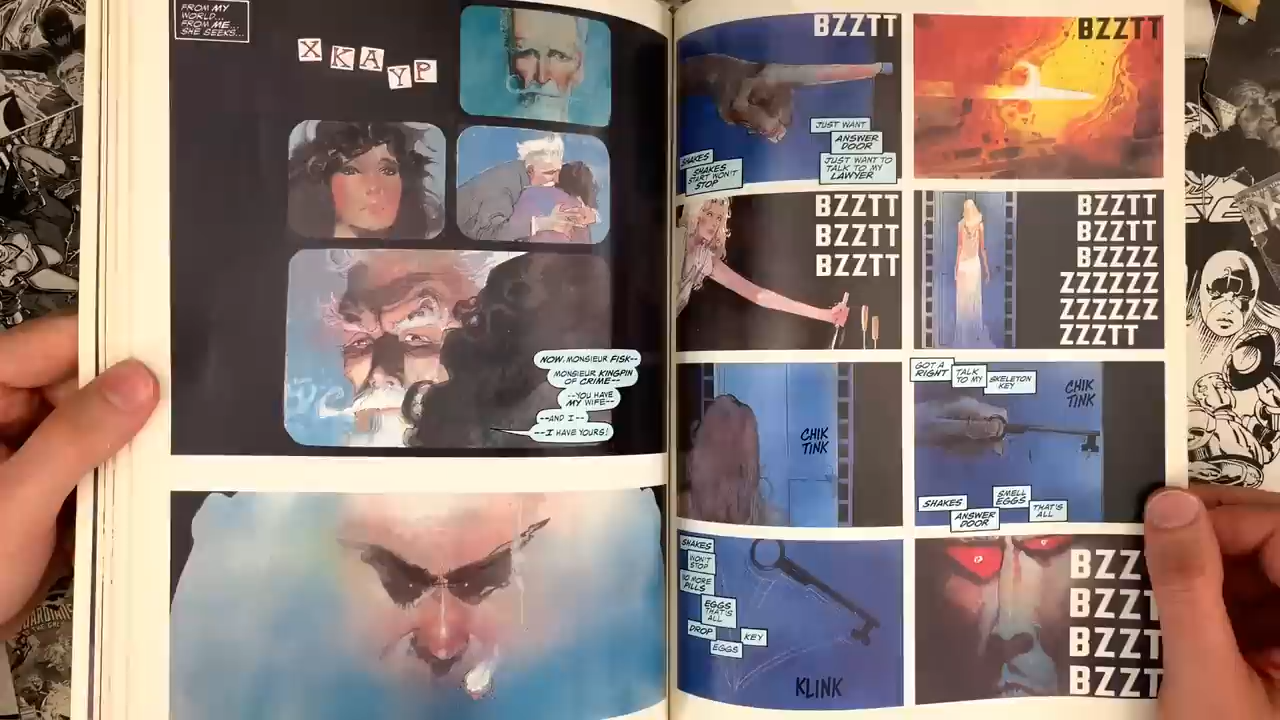 FROM MY
WORLD...
FROM ME...
SHE SEEKS...
XKAYP
NOW, MONSIEUR FISK--
MONSIEUR KINGPIN
OF CRIME--
--YOU HAVE
MY WIFE--
--AND I--
--I HAVE YOURS!
BZZTT
JUST WANT
ANSWER
DOOR
JUST WANT TO
TALK TO MY
LAWYER
SHAKES
SHAKES
START WON'T
STOP
BZZTT
BZZTT
BZZTT
BZZTT
BZZTT
BZZTT
BZZZZ
ZZZZZZ
ZZZZZZ
ZZZTT
CHIK
TINK
GOT A
RIGHT
TALK
TO MY
SKELETON
KEY
CHIK
TINK
SHAKES
ANSWER
DOOR
SMELL
EGGS
THAT'S
ALL
SHAKES
WON'T
STOP
NO MORE
PILLS
EGGS
THAT'S
ALL
DROP
EGGS
KEY
KLINK
BZZT
BZZT
BZZT
BZZT